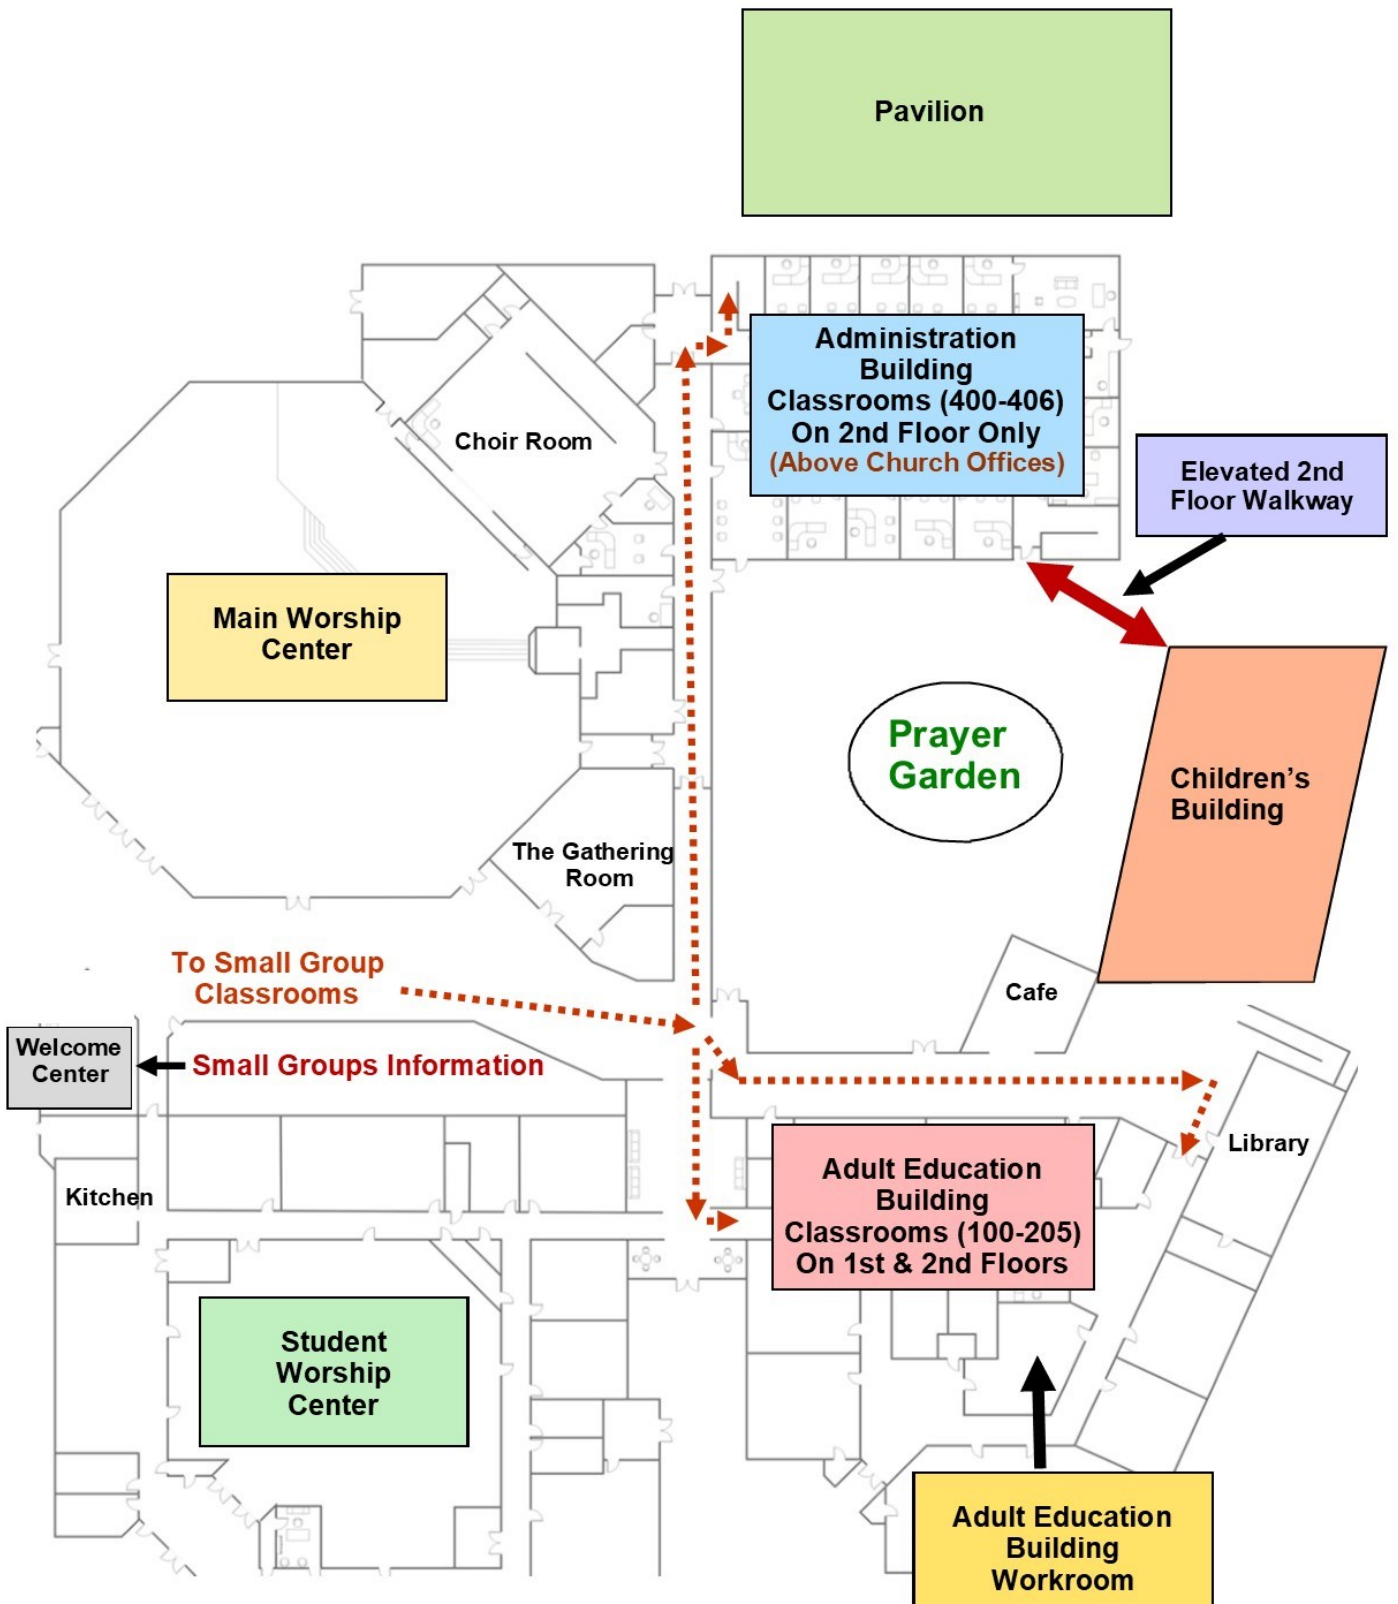 Pavilion
Administration
Building
Classrooms (400-406)
On 2nd Floor Only
(Above Church Offices)
Choir Room
Elevated 2nd
Floor Walkway
Main Worship
Center
Prayer
Garden
Children’s
Building
The Gathering
Room
To Small Group
Classrooms
Cafe
Welcome
Center
Small Groups Information
Library
Kitchen
Adult Education
Building
Classrooms (100-205)
On 1st & 2nd Floors
Student
Worship
Center
Adult Education
Building
Workroom